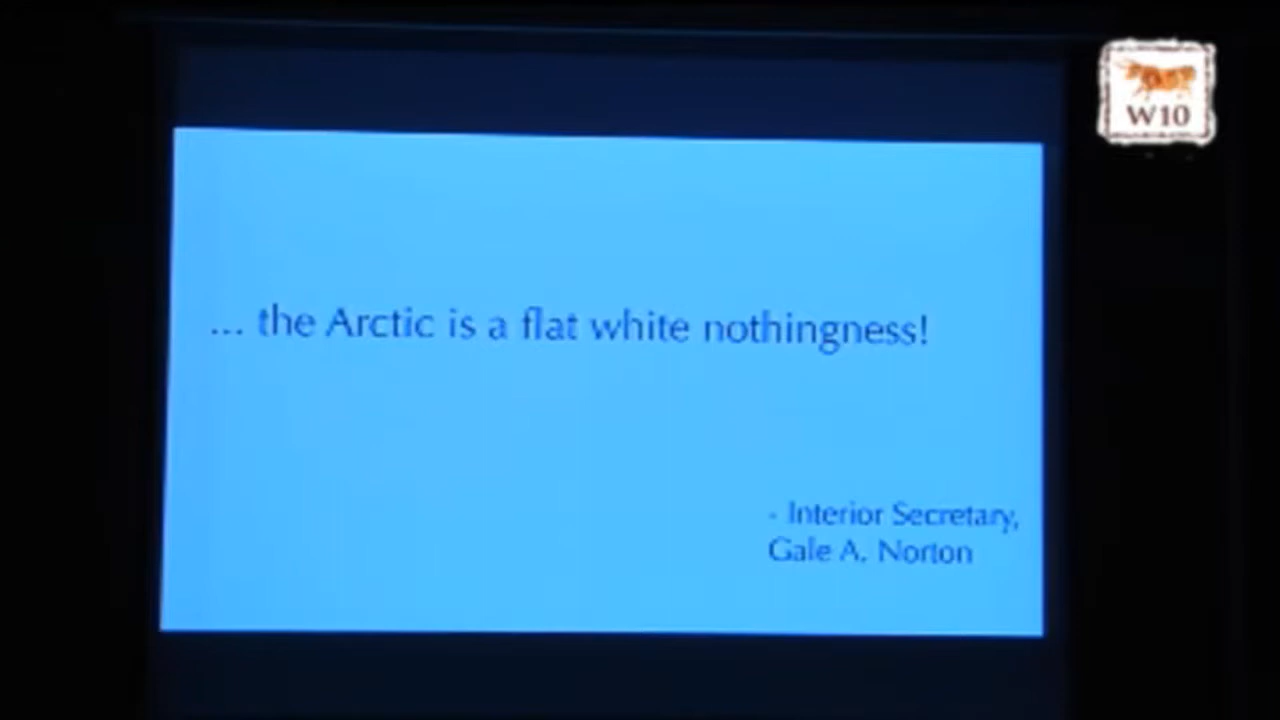 ... the Arctic is a flat white nothingness!
- Interior Secretary,
Gale A. Norton
W10